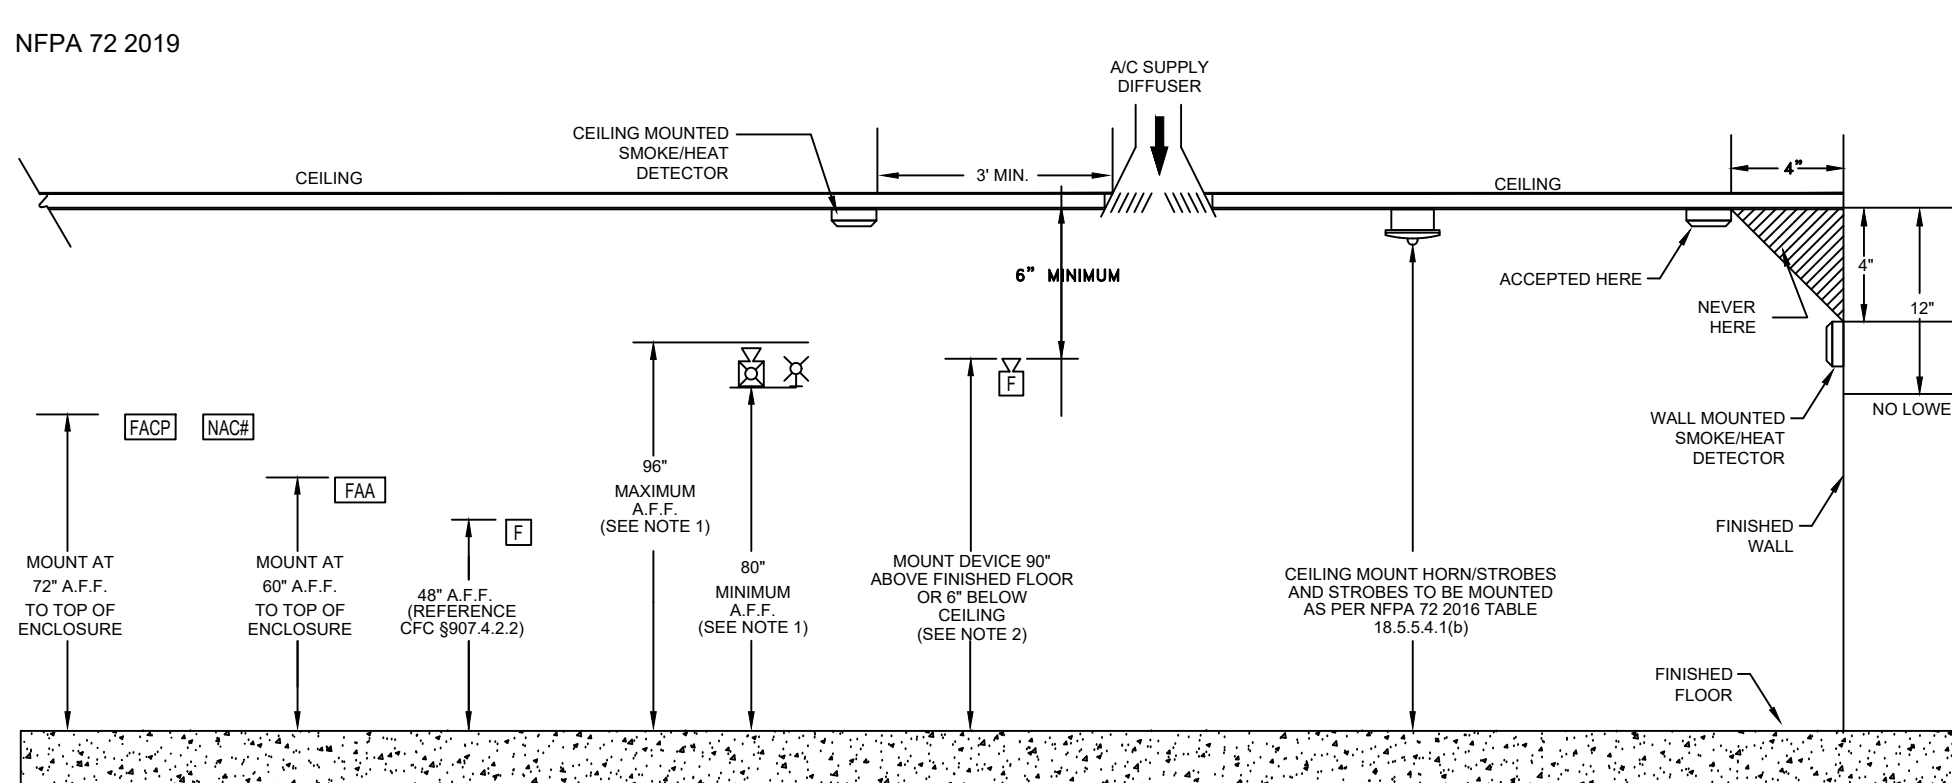 NFPA 72 2019
A/C SUPPLY
DIFFUSER
CEILING MOUNTED
SMOKE/HEAT
DETECTOR
CEILING
3' MIN.
CEILING
4”
6” MINIMUM
ACCEPTED HERE
NEVER
HERE
4"
12"
NO LOWE
WALL MOUNTED
SMOKE/HEAT
DETECTOR
FINISHED
WALL
FACP
NAC#
FAA
F
F
MOUNT AT
72" A.F.F.
TO TOP OF
ENCLOSURE
MOUNT AT
60" A.F.F.
TO TOP OF
ENCLOSURE
48" A.F.F.
(REFERENCE
CFC §907.4.2.2)
96"
MAXIMUM
A.F.F.
(SEE NOTE 1)
80"
MINIMUM
A.F.F.
(SEE NOTE 1)
MOUNT DEVICE 90"
ABOVE FINISHED FLOOR
OR 6" BELOW
CEILING
(SEE NOTE 2)
CEILING MOUNT HORN/STROBES
AND STROBES TO BE MOUNTED
AS PER NFPA 72 2016 TABLE
18.5.5.4.1(b)
FINISHED
FLOOR